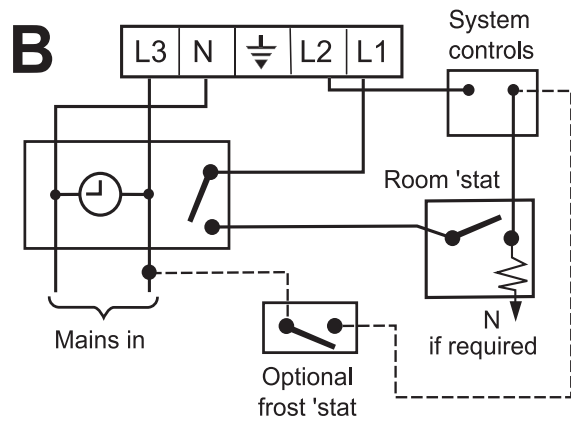 B
L3 N L2 L1
System
controls
Room 'stat
N
if required
Mains in
Optional
frost 'stat